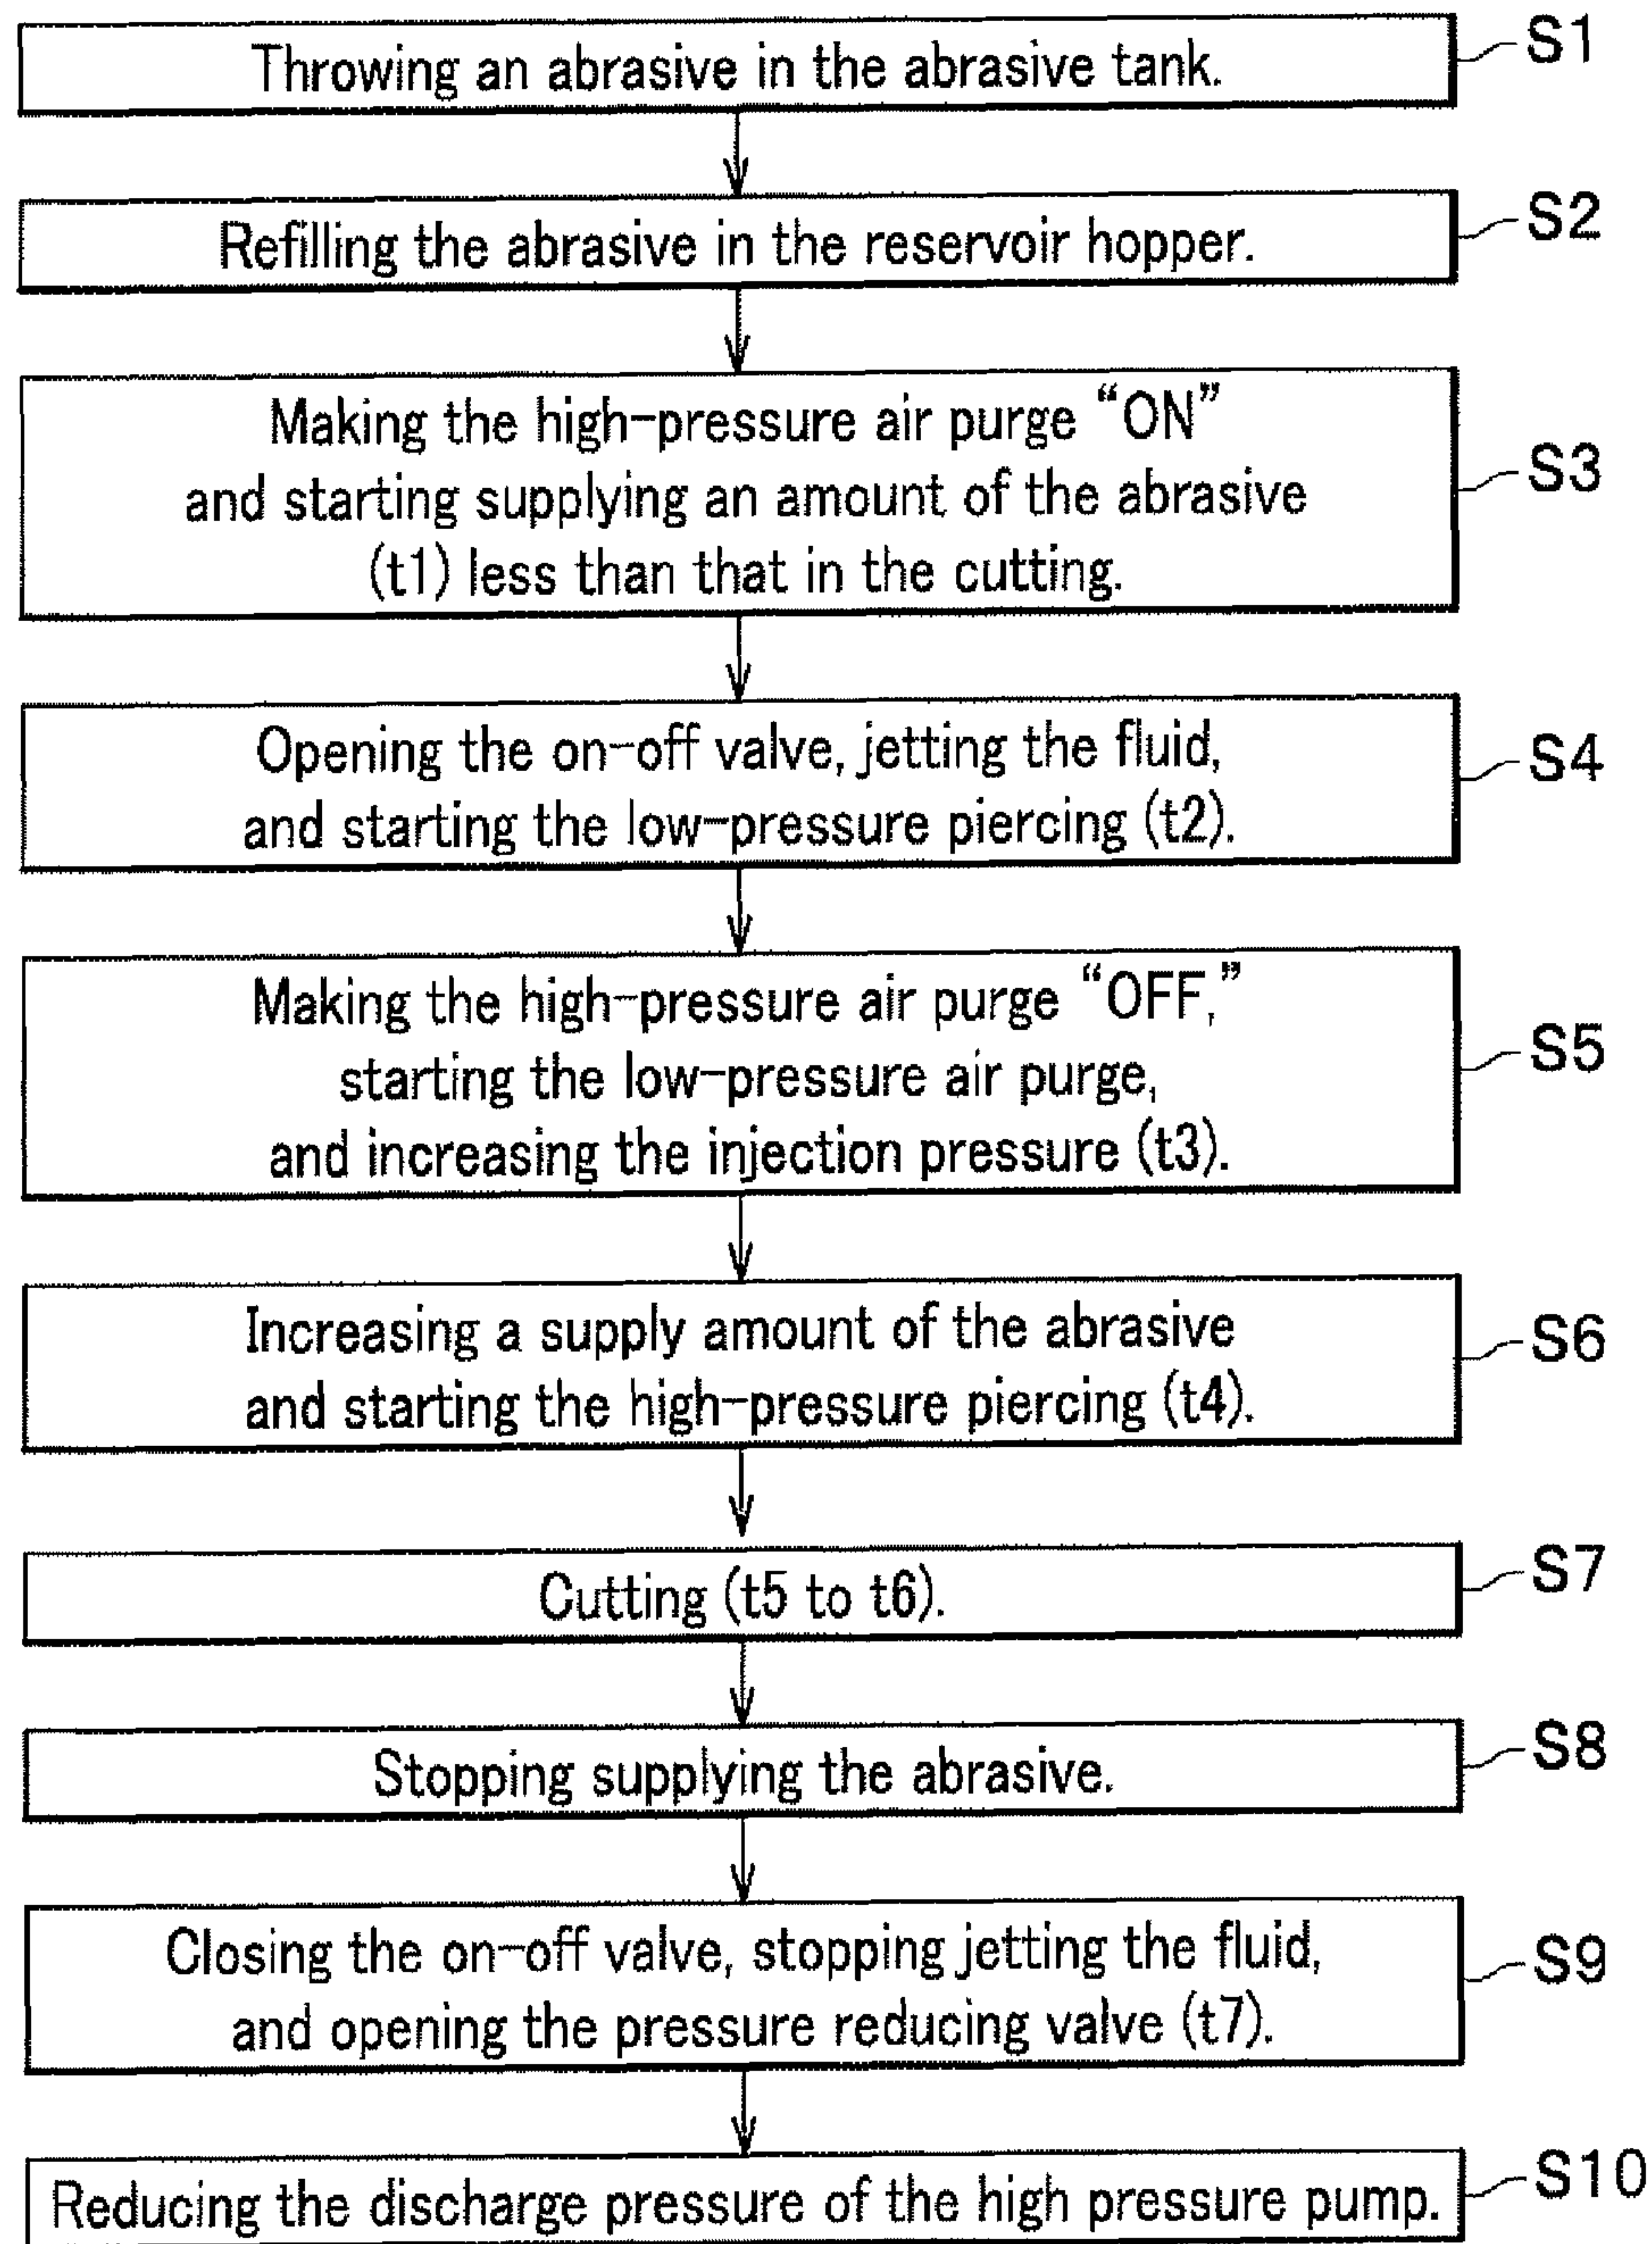 Throwing an abrasive in the abrasive tank.
S1
Refilling the abrasive in the reservoir hopper.
S2
Making the high-pressure air purge “ON”
and starting supplying an amount of the abrasive
(t1) less than that in the cutting.
S3
Opening the on-off valve, jetting the fluid,
and starting the low-pressure piercing (t2).
S4
Making the high-pressure air purge “OFF,”
starting the low-pressure air purge,
and increasing the injection pressure (t3).
S5
Increasing a supply amount of the abrasive
and starting the high-pressure piercing (t4).
S6
Cutting (t5 to t6).
S7
Stopping supplying the abrasive.
S8
Closing the on-off valve, stopping jetting the fluid,
and opening the pressure reducing valve (t7).
S9
Reducing the discharge pressure of the high pressure pump.
S10